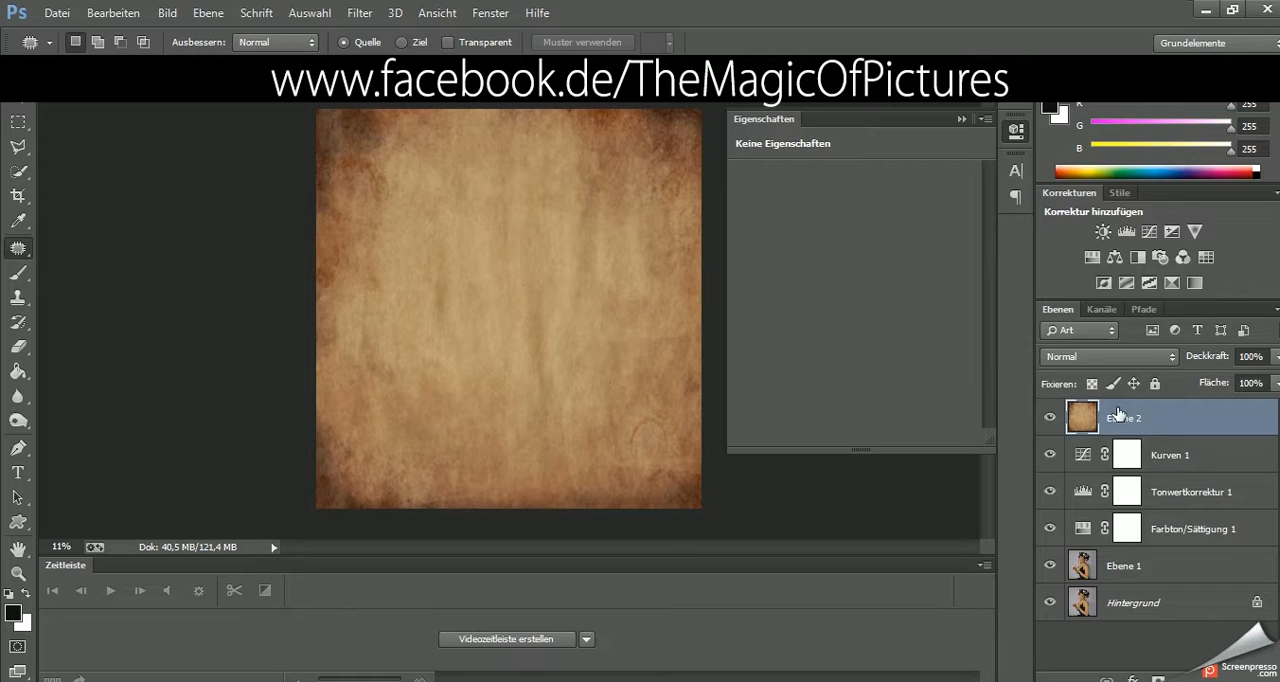 Ps Datei Bearbeiten Bild Ebene Schrift Auswahl Filter 3D Ansicht Fenster Hilfe
Ausbessern: Normal Quelle Ziel Transparent Muster verwenden Grundelemente
www.facebook.de/TheMagicOfPictures
Eigenschaften
Keine Eigenschaften
255
G 255
B 255
Korrekturen Stile
Korrektur hinzufügen
Ebenen Kanäle Pfade
Art
Normal Deckkraft: 100%
Fixieren: Fläche: 100%
Ebene 2
Kurven 1
Tonwertkorrektur 1
Farbton/Sättigung 1
Ebene 1
Hintergrund
11% Dok: 40,5 MB/121,4 MB
Zeitleiste
Videozeitleiste erstellen
Screenpresso
.com